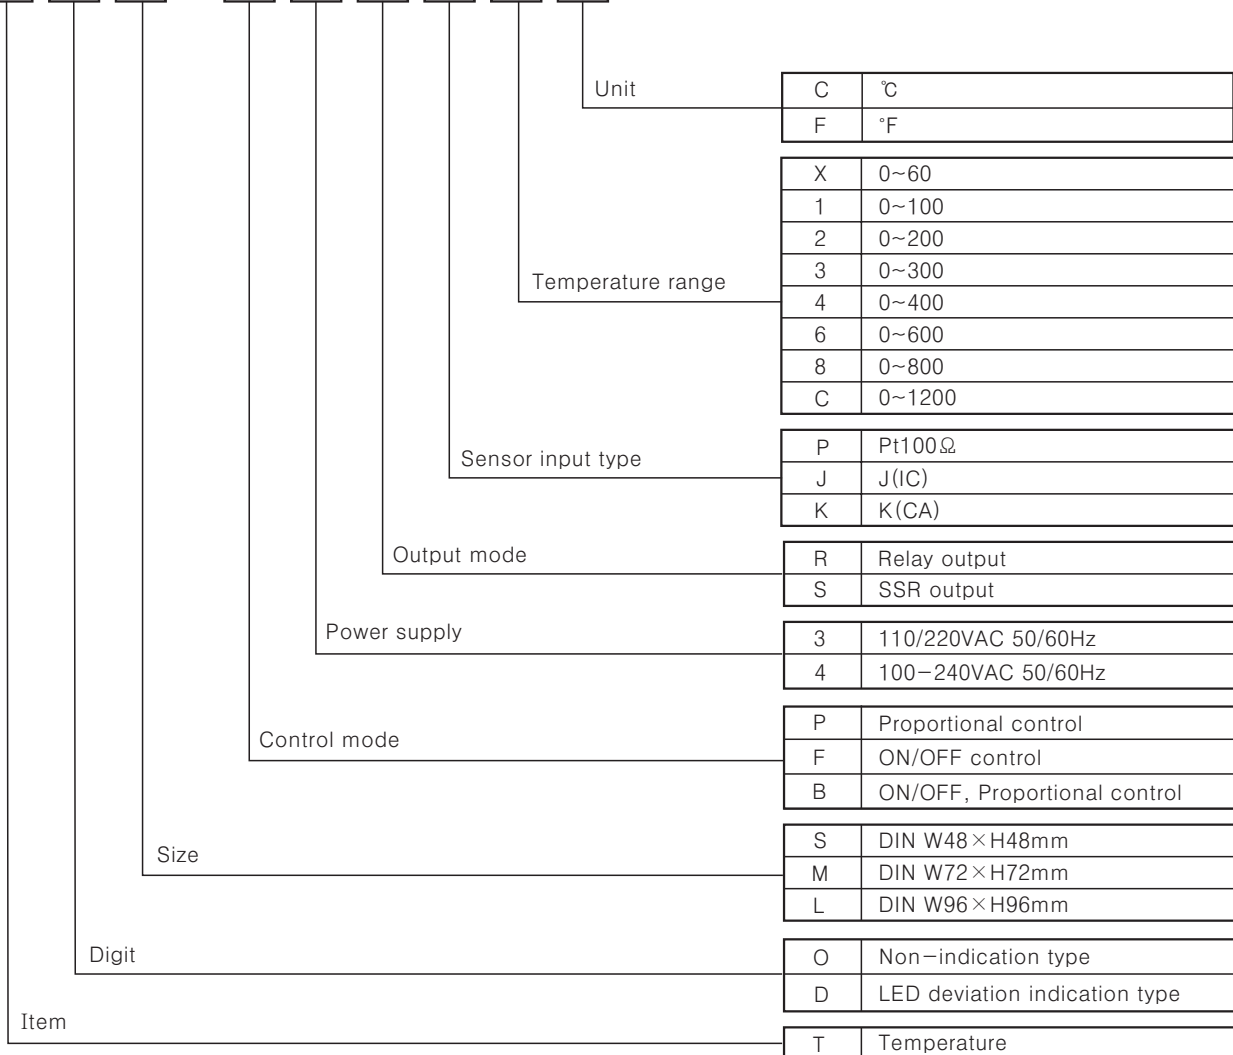 Unit
C ℃
F °F
Temperature range
X 0~60
1 0~100
2 0~200
3 0~300
4 0~400
6 0~600
8 0~800
C 0~1200
Sensor input type
P Pt100Ω
J J(IC)
K K(CA)
Output mode
R Relay output
S SSR output
Power supply
3 110/220VAC 50/60Hz
4 100-240VAC 50/60Hz
Control mode
P Proportional control
F ON/OFF control
B ON/OFF, Proportional control
Size
S DIN W48×H48mm
M DIN W72×H72mm
L DIN W96×H96mm
Digit
O Non-indication type
D LED deviation indication type
Item
T Temperature